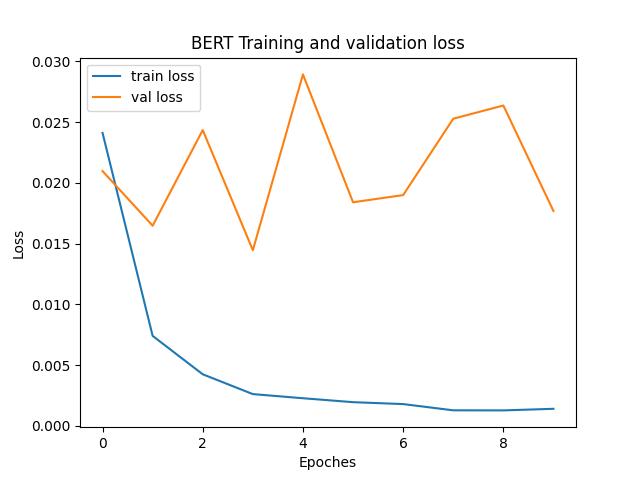 BERT Training and validation loss
train loss
val loss
0.030
0.025
0.020
0.015
0.010
0.005
0.000
Loss
0 2 4 6 8
Epoches